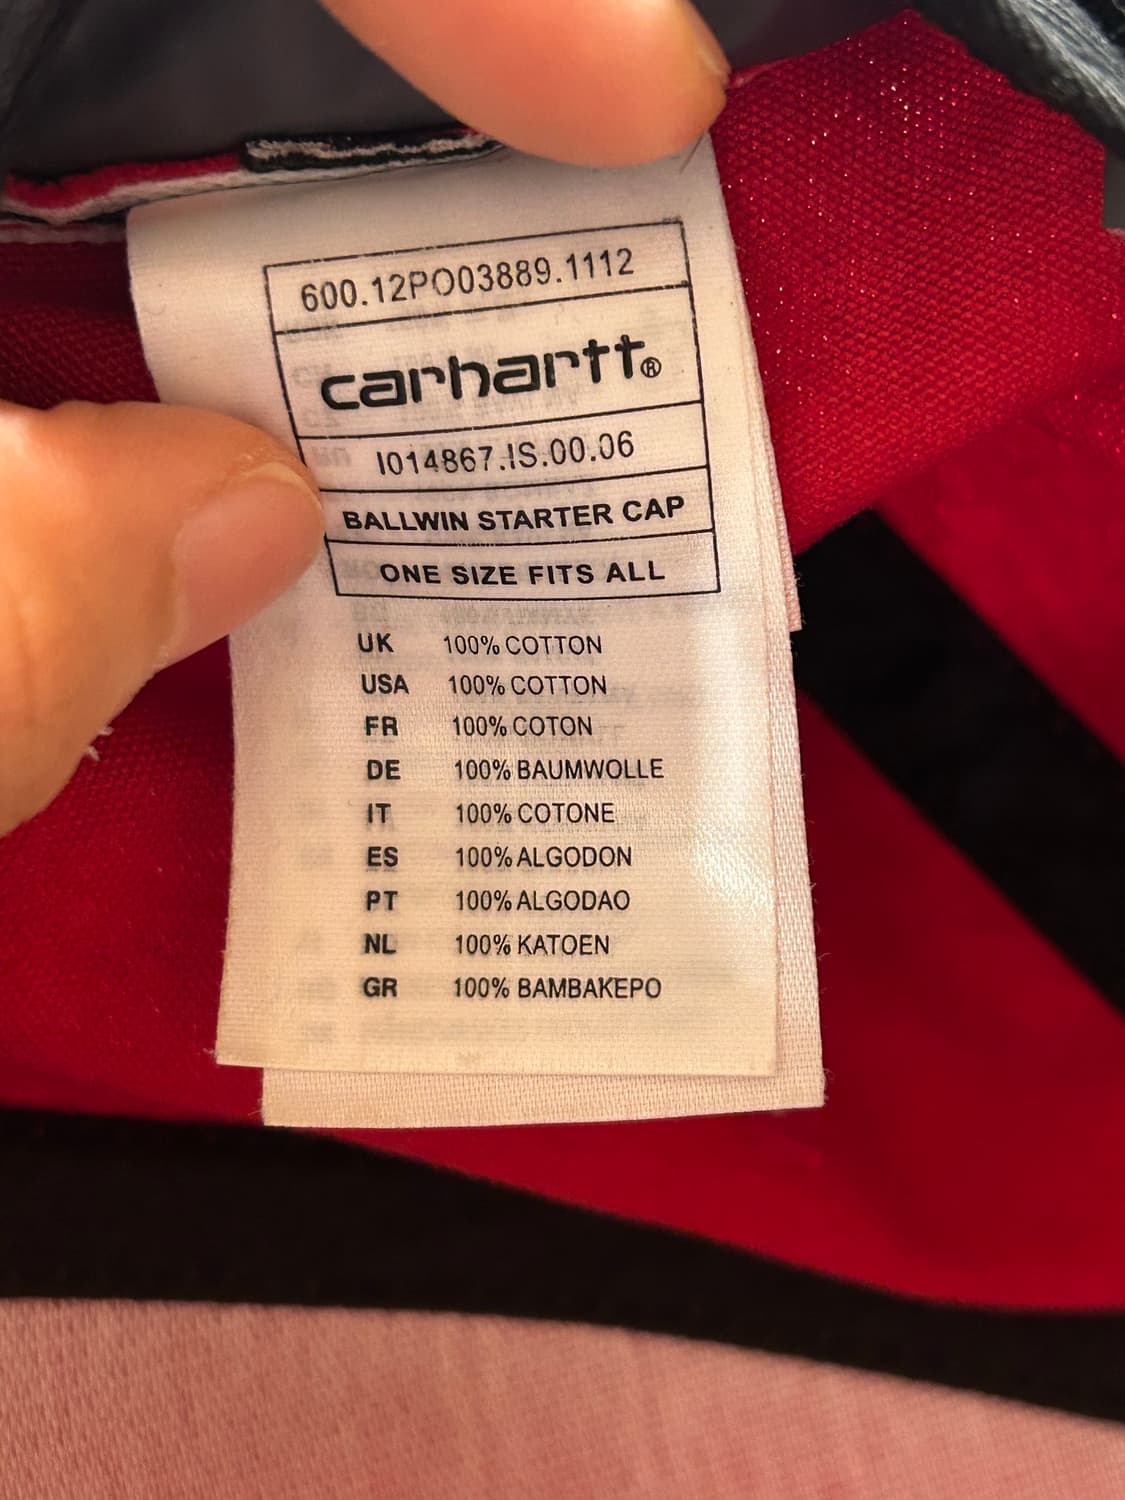 600.12PO03889.1112
carhartt®
I014867.IS.00.06
BALLWIN STARTER CAP
ONE SIZE FITS ALL
UK 100% COTTON
USA 100% COTTON
FR 100% COTON
DE 100% BAUMWOLLE
IT 100% COTONE
ES 100% ALGODON
PT 100% ALGODAO
NL 100% KATOEN
GR 100% BAMBAKEPO